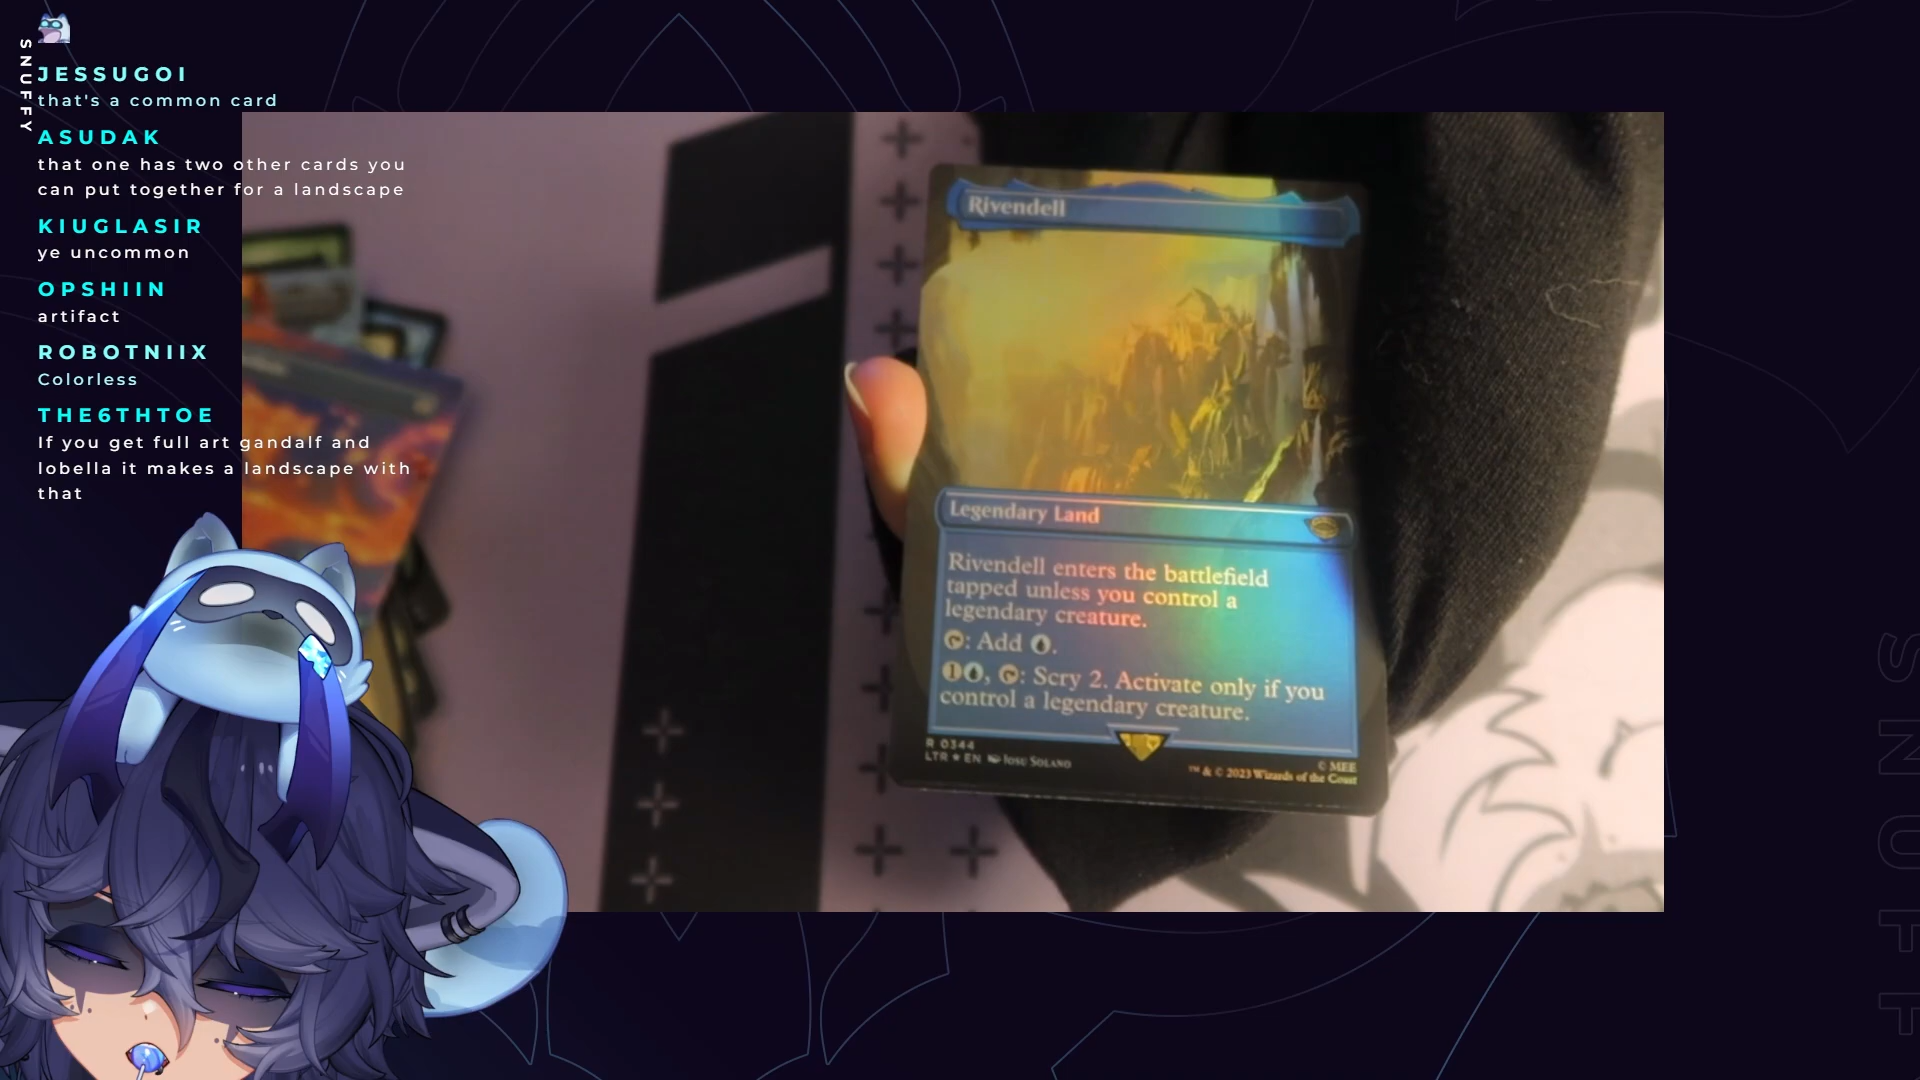 SNUFFY
JESSUGOI
that's a common card
ASUDAK
that one has two other cards you
can put together for a landscape
KIUGLASIR
ye uncommon
OPSHIIN
artifact
ROBOTNIIX
Colorless
THE6THTOE
If you get full art gandalf and
lobella it makes a landscape with
that
Rivendell
Legendary Land
Rivendell enters the battlefield
tapped unless you control a
legendary creature.
: Add .
1, : Scry 2. Activate only if you
control a legendary creature.
R 0344
LTR ★ EN Josu Solano
© MEE
™ & © 2023 Wizards of the Coast
SNUFF